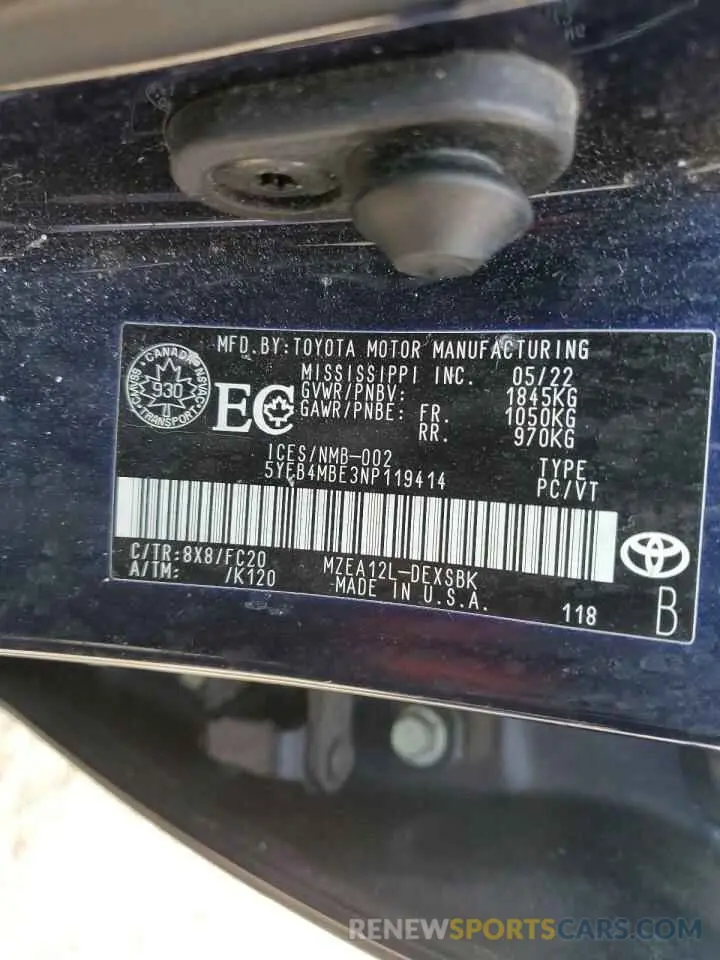 MFD.BY:TOYOTA MOTOR MANUFACTURING
MISSISSIPPI INC. 05/22
GVWR/PNBV: 1845KG
GAWR/PNBE: FR. 1050KG
RR. 970KG
CANADA
930
TRANSPORT
NSVAC
NSVAC
EC
ICES/NMB-002
5YFB4MBE3NP119414
TYPE
PC/VT
C/TR:8X8/FC20
A/TM: /K120
MZEA12L-DEXSBK
MADE IN U.S.A.
118
B
RENEWSPORTSCARS.COM